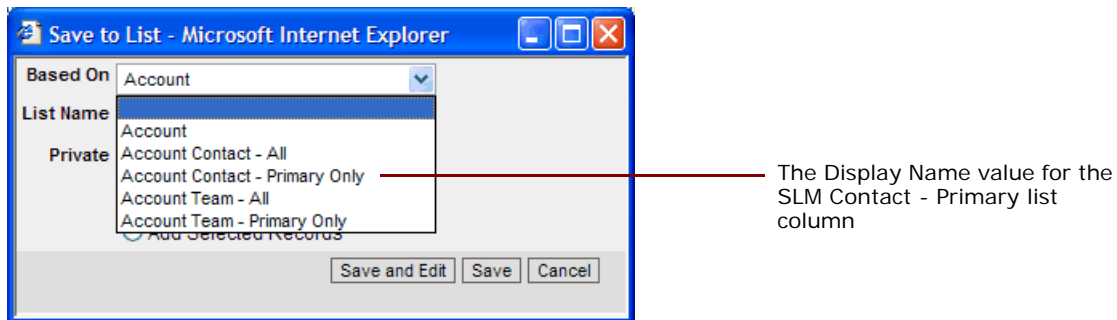 Save to List - Microsoft Internet Explorer
Based On Account
List Name
Account
Private Account Contact - All
Account Contact - Primary Only
Account Team - All
Account Team - Primary Only
Add Selected Records
Save and Edit Save Cancel
The Display Name value for the
SLM Contact - Primary list
column